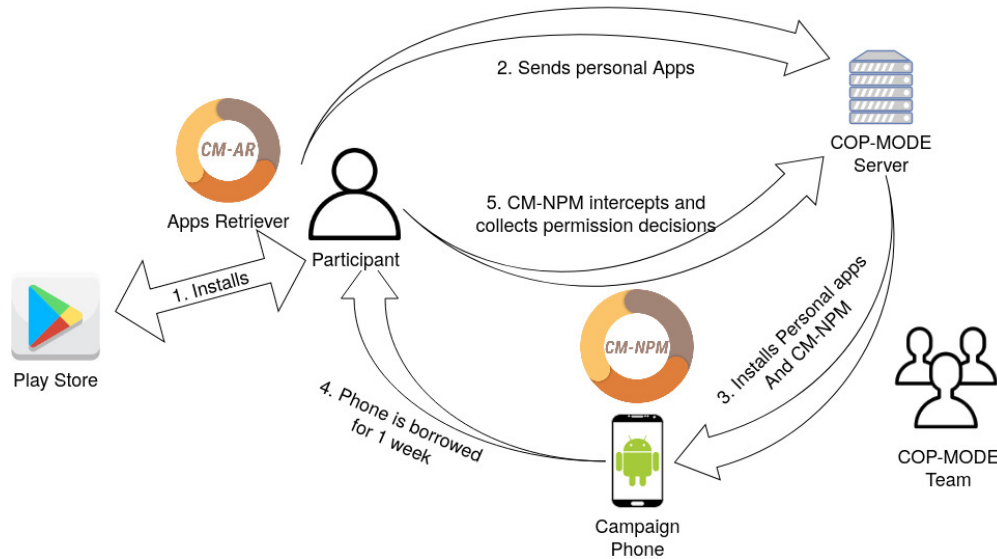 2. Sends personal Apps
COP-MODE
Server
CM-AR
Apps Retriever
5. CM-NPM intercepts and
collects permission decisions
Participant
1. Installs
Play Store
CM-NPM
3. Installs Personal apps
And CM-NPM
4. Phone is borrowed
for 1 week
COP-MODE
Team
Campaign
Phone